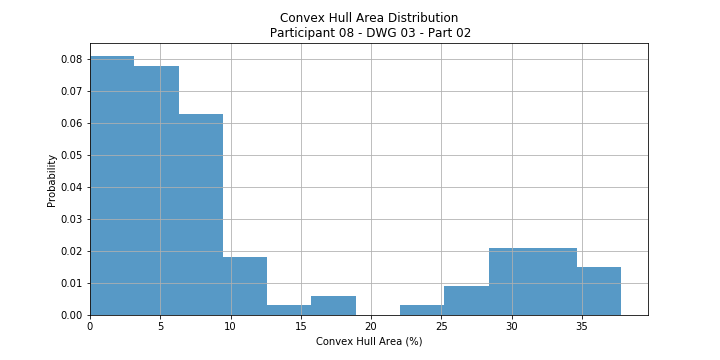 Convex Hull Area Distribution
Participant 08 - DWG 03 - Part 02
0.08
0.07
0.06
0.05
0.04
0.03
0.02
0.01
0.00
Probability
0 5 10 15 20 25 30 35
Convex Hull Area (%)